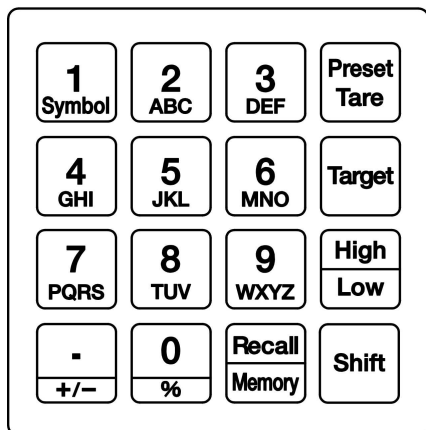 1 2 3 Preset
Symbol ABC DEF Tare
4 5 6 Target
GHI JKL MNO
7 8 9 High
PQRS TUV WXYZ Low
. 0 Recall Shift
+/− % Memory